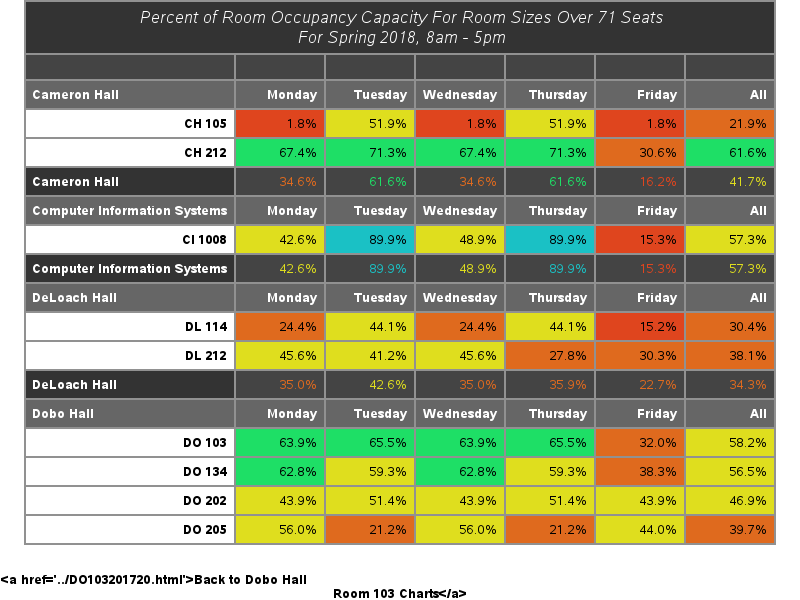 Percent of Room Occupancy Capacity For Room Sizes Over 71 Seats
For Spring 2018, 8am - 5pm
Cameron Hall Monday Tuesday Wednesday Thursday Friday All
CH 105 1.8% 51.9% 1.8% 51.9% 1.8% 21.9%
CH 212 67.4% 71.3% 67.4% 71.3% 30.6% 61.6%
Cameron Hall 34.6% 61.6% 34.6% 61.6% 16.2% 41.7%
Computer Information Systems Monday Tuesday Wednesday Thursday Friday All
CI 1008 42.6% 89.9% 48.9% 89.9% 15.3% 57.3%
Computer Information Systems 42.6% 89.9% 48.9% 89.9% 15.3% 57.3%
DeLoach Hall Monday Tuesday Wednesday Thursday Friday All
DL 114 24.4% 44.1% 24.4% 44.1% 15.2% 30.4%
DL 212 45.6% 41.2% 45.6% 27.8% 30.3% 38.1%
DeLoach Hall 35.0% 42.6% 35.0% 35.9% 22.7% 34.3%
Dobo Hall Monday Tuesday Wednesday Thursday Friday All
DO 103 63.9% 65.5% 63.9% 65.5% 32.0% 58.2%
DO 134 62.8% 59.3% 62.8% 59.3% 38.3% 56.5%
DO 202 43.9% 51.4% 43.9% 51.4% 43.9% 46.9%
DO 205 56.0% 21.2% 56.0% 21.2% 44.0% 39.7%
<a href='../DO103201720.html'>Back to Dobo Hall
Room 103 Charts</a>